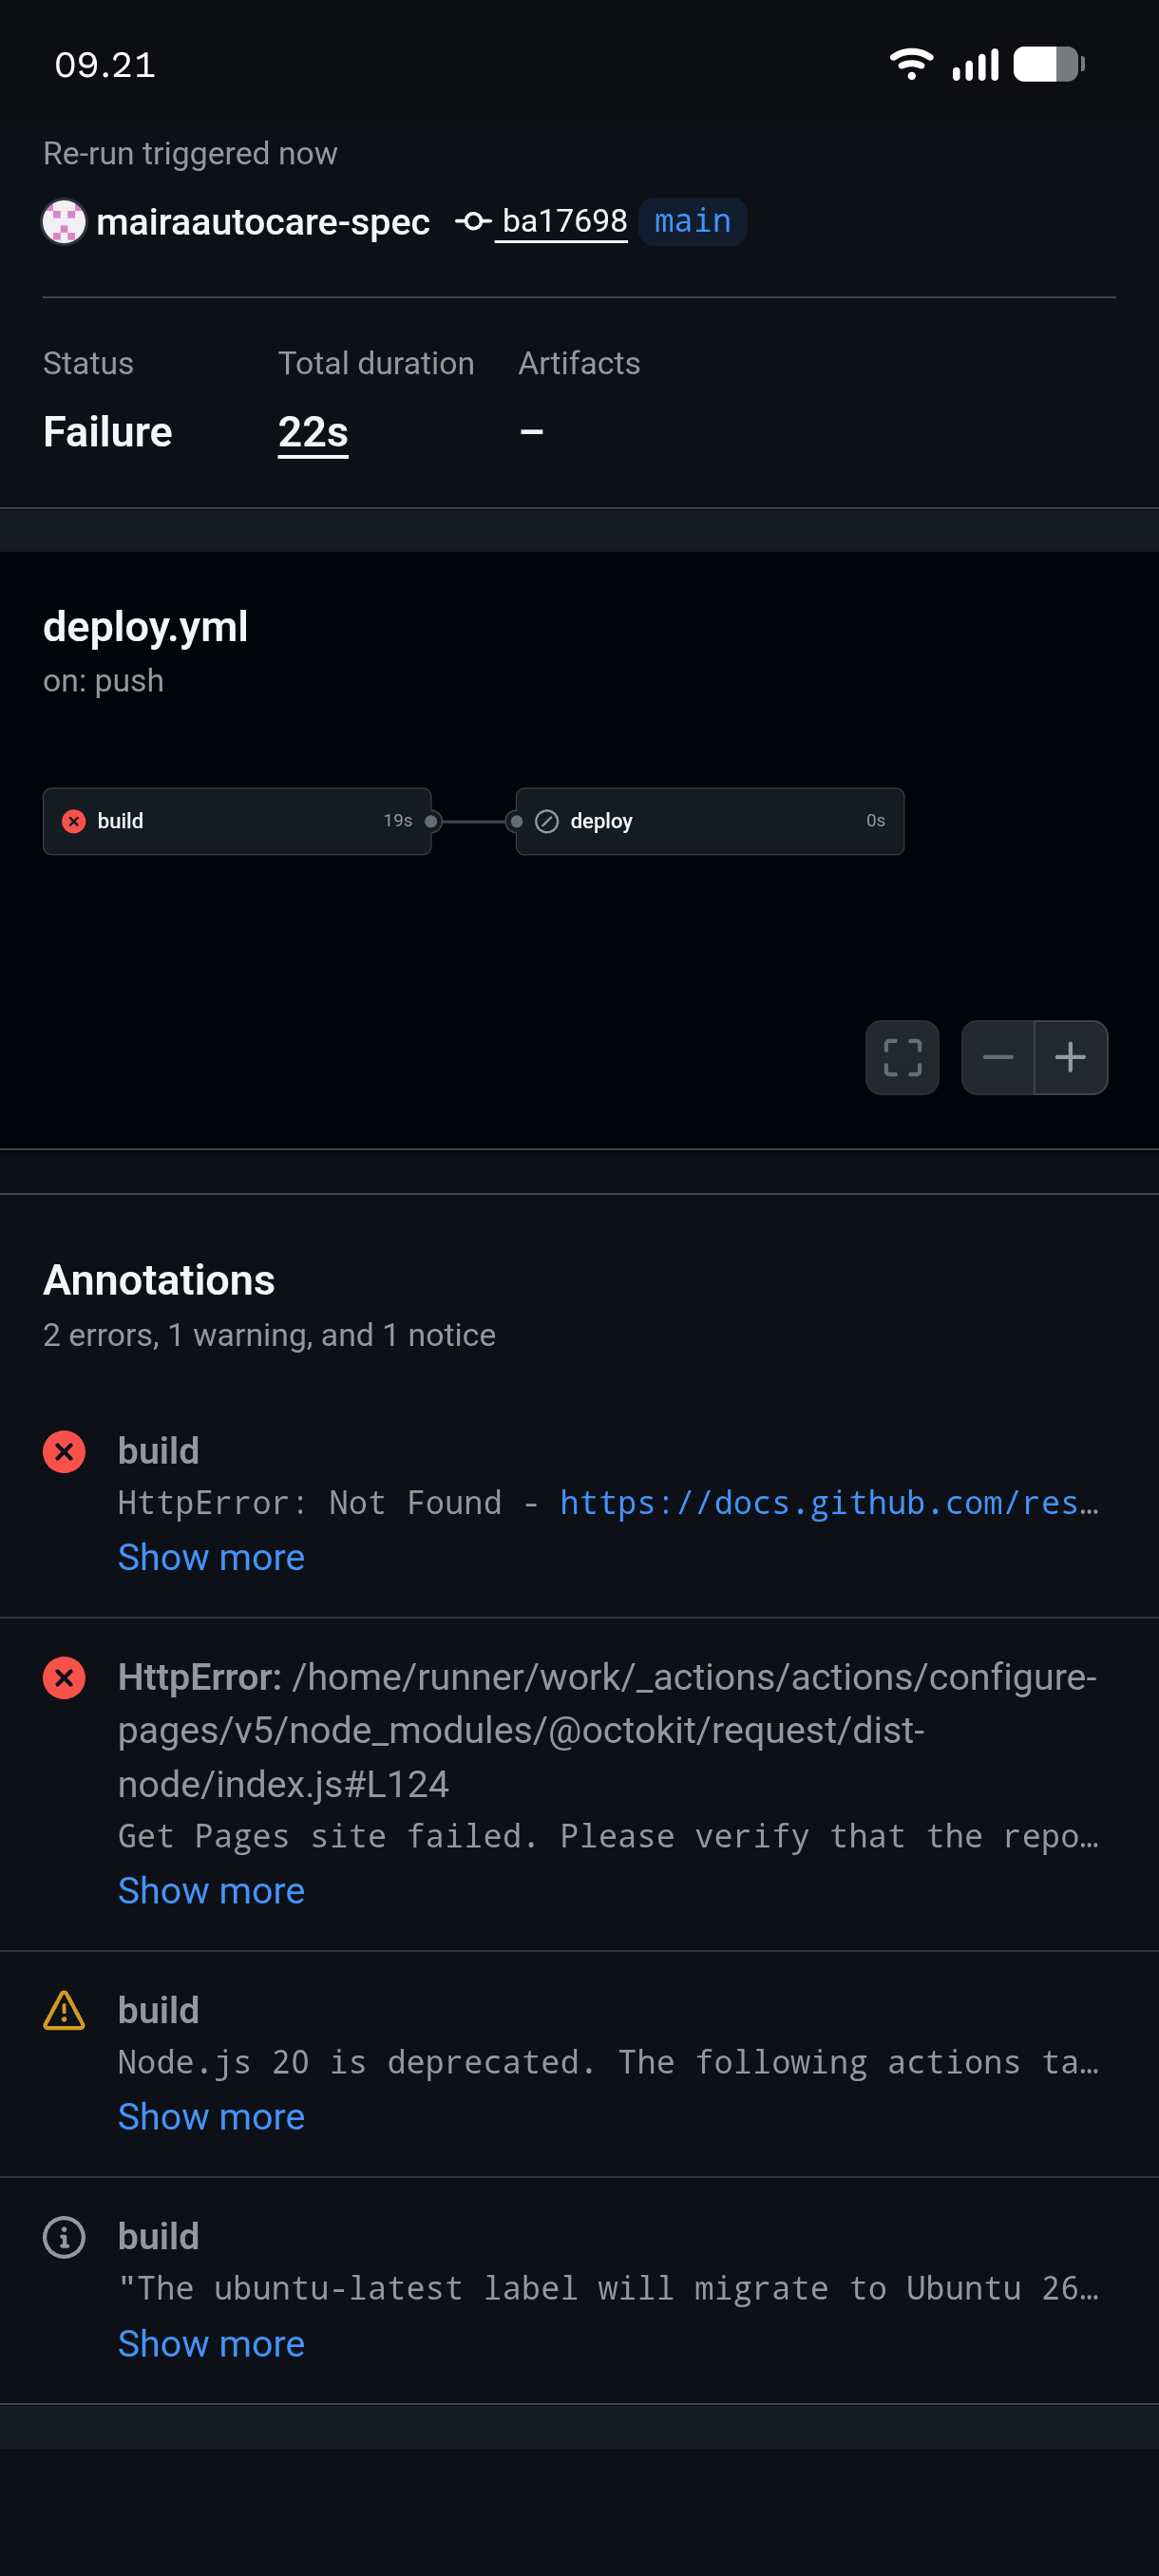 09.21
Re-run triggered now
mairaautocare-spec ba17698 main
Status Total duration Artifacts
Failure 22s –
deploy.yml
on: push
build 19s deploy 0s
Annotations
2 errors, 1 warning, and 1 notice
build
HttpError: Not Found - https://docs.github.com/res…
Show more
HttpError: /home/runner/work/_actions/actions/configure-
pages/v5/node_modules/@octokit/request/dist-
node/index.js#L124
Get Pages site failed. Please verify that the repo…
Show more
build
Node.js 20 is deprecated. The following actions ta…
Show more
build
"The ubuntu-latest label will migrate to Ubuntu 26…
Show more